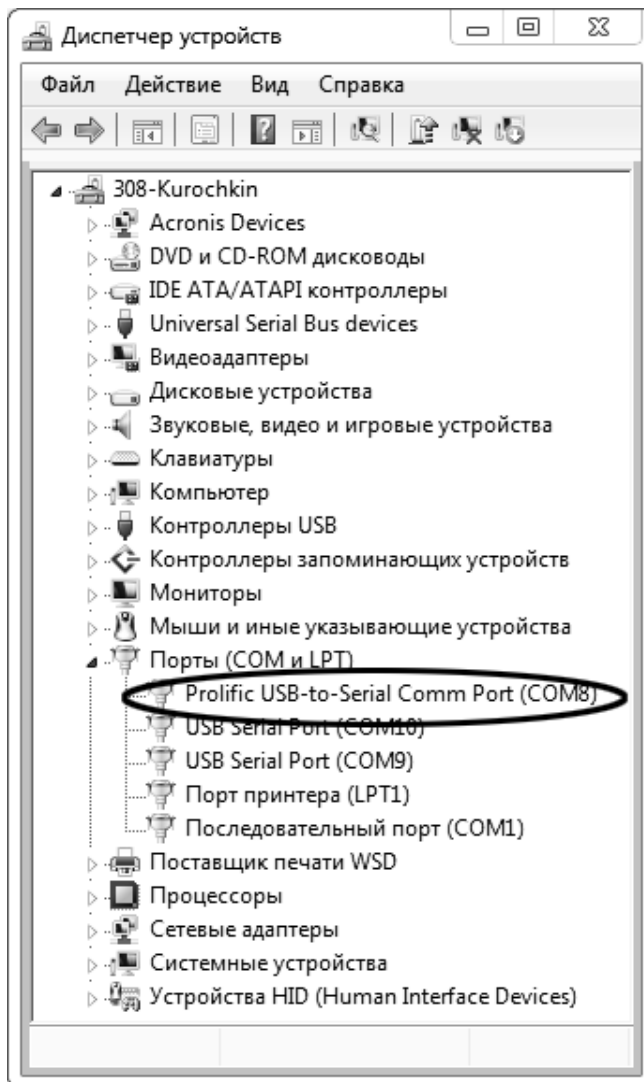 Диспетчер устройств
Файл Действие Вид Справка
308-Kurochkin
Acronis Devices
DVD и CD-ROM дисководы
IDE ATA/ATAPI контроллеры
Universal Serial Bus devices
Видеоадаптеры
Дисковые устройства
Звуковые, видео и игровые устройства
Клавиатуры
Компьютер
Контроллеры USB
Контроллеры запоминающих устройств
Мониторы
Мыши и иные указывающие устройства
Порты (COM и LPT)
Prolific USB-to-Serial Comm Port (COM8)
USB Serial Port (COM10)
USB Serial Port (COM9)
Порт принтера (LPT1)
Последовательный порт (COM1)
Поставщик печати WSD
Процессоры
Сетевые адаптеры
Системные устройства
Устройства HID (Human Interface Devices)